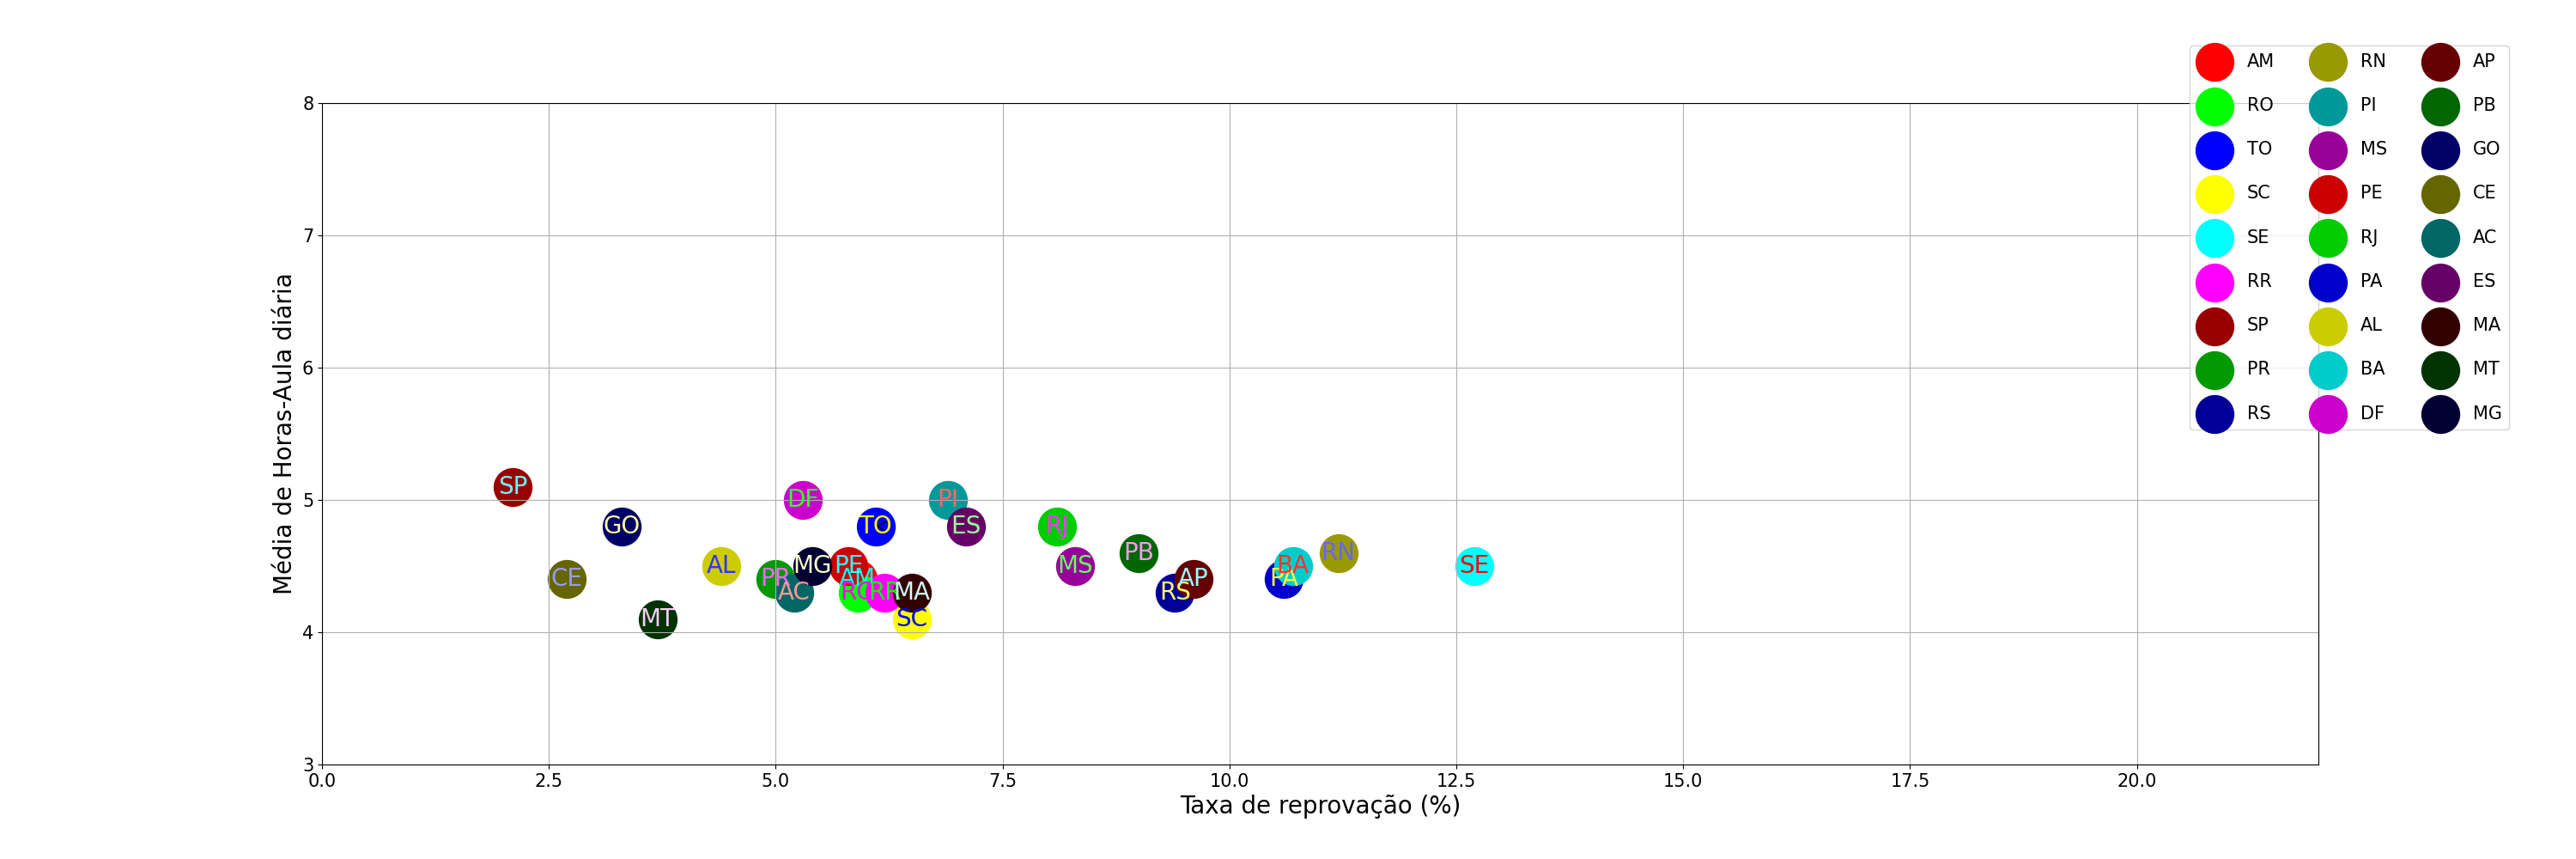 AM RN AP
RO PI PB
TO MS GO
SC PE CE
SE RJ AC
RR PA ES
SP AL MA
PR BA MT
RS DF MG
8
7
6
5
4
3
Média de Horas-Aula diária
SP
DF
PI
GO
TO
ES
RJ
PB
RN
AL
MG
PE
MS
BA
SE
CE
PR
AM
AP
PA
AC
RO
RR
MA
RS
MT
SC
0.0 2.5 5.0 7.5 10.0 12.5 15.0 17.5 20.0
Taxa de reprovação (%)